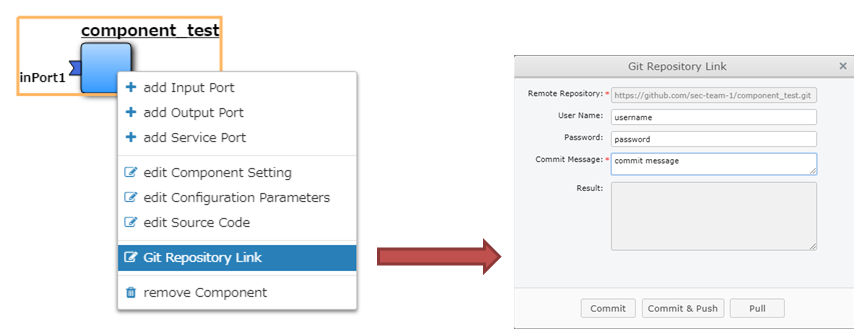 component_test
inPort1
add Input Port
add Output Port
add Service Port
edit Component Setting
edit Configuration Parameters
edit Source Code
Git Repository Link
remove Component
Git Repository Link
Remote Repository: * https://github.com/sec-team-1/component_test.git
User Name: username
Password: password
Commit Message: * commit message
Result:
Commit Commit & Push Pull